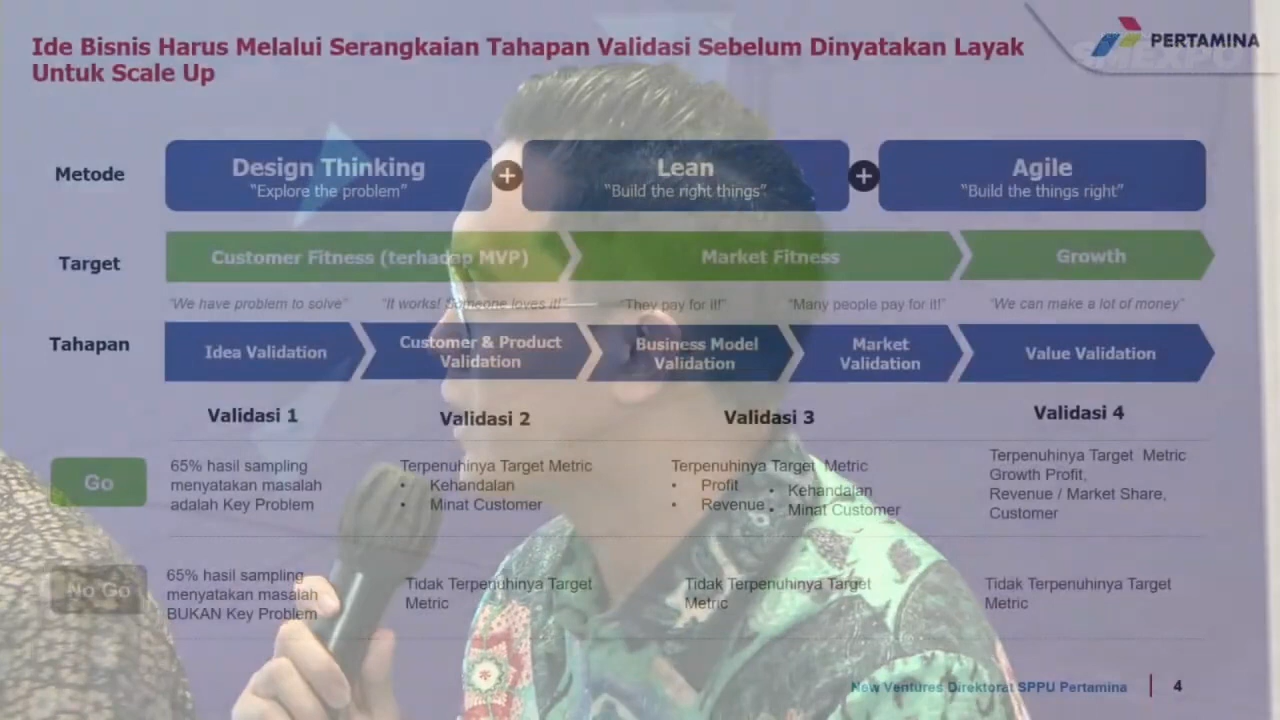 Ide Bisnis Harus Melalui Serangkaian Tahapan Validasi Sebelum Dinyatakan Layak
Untuk Scale Up
PERTAMINA
SMEXPO
Metode
Design Thinking
"Explore the problem"
+
Lean
"Build the right things"
+
Agile
"Build the things right"
Target
Customer Fitness (terhadap MVP)
Market Fitness
Growth
"We have problem to solve"
"It works! Someone loves it!"
"They pay for it!"
"Many people pay for it!"
"We can make a lot of money"
Tahapan
Idea Validation
Customer & Product
Validation
Business Model
Validation
Market
Validation
Value Validation
Validasi 1
Validasi 2
Validasi 3
Validasi 4
Go
65% hasil sampling
menyatakan masalah
adalah Key Problem
Terpenuhinya Target Metric
• Kehandalan
• Minat Customer
Terpenuhinya Target Metric
• Profit
• Revenue
• Kehandalan
• Minat Customer
Terpenuhinya Target Metric
Growth Profit,
Revenue / Market Share,
Customer
No Go
65% hasil sampling
menyatakan masalah
BUKAN Key Problem
Tidak Terpenuhinya Target
Metric
Tidak Terpenuhinya Target
Metric
Tidak Terpenuhinya Target
Metric
New Ventures Direktorat SPPU Pertamina
4